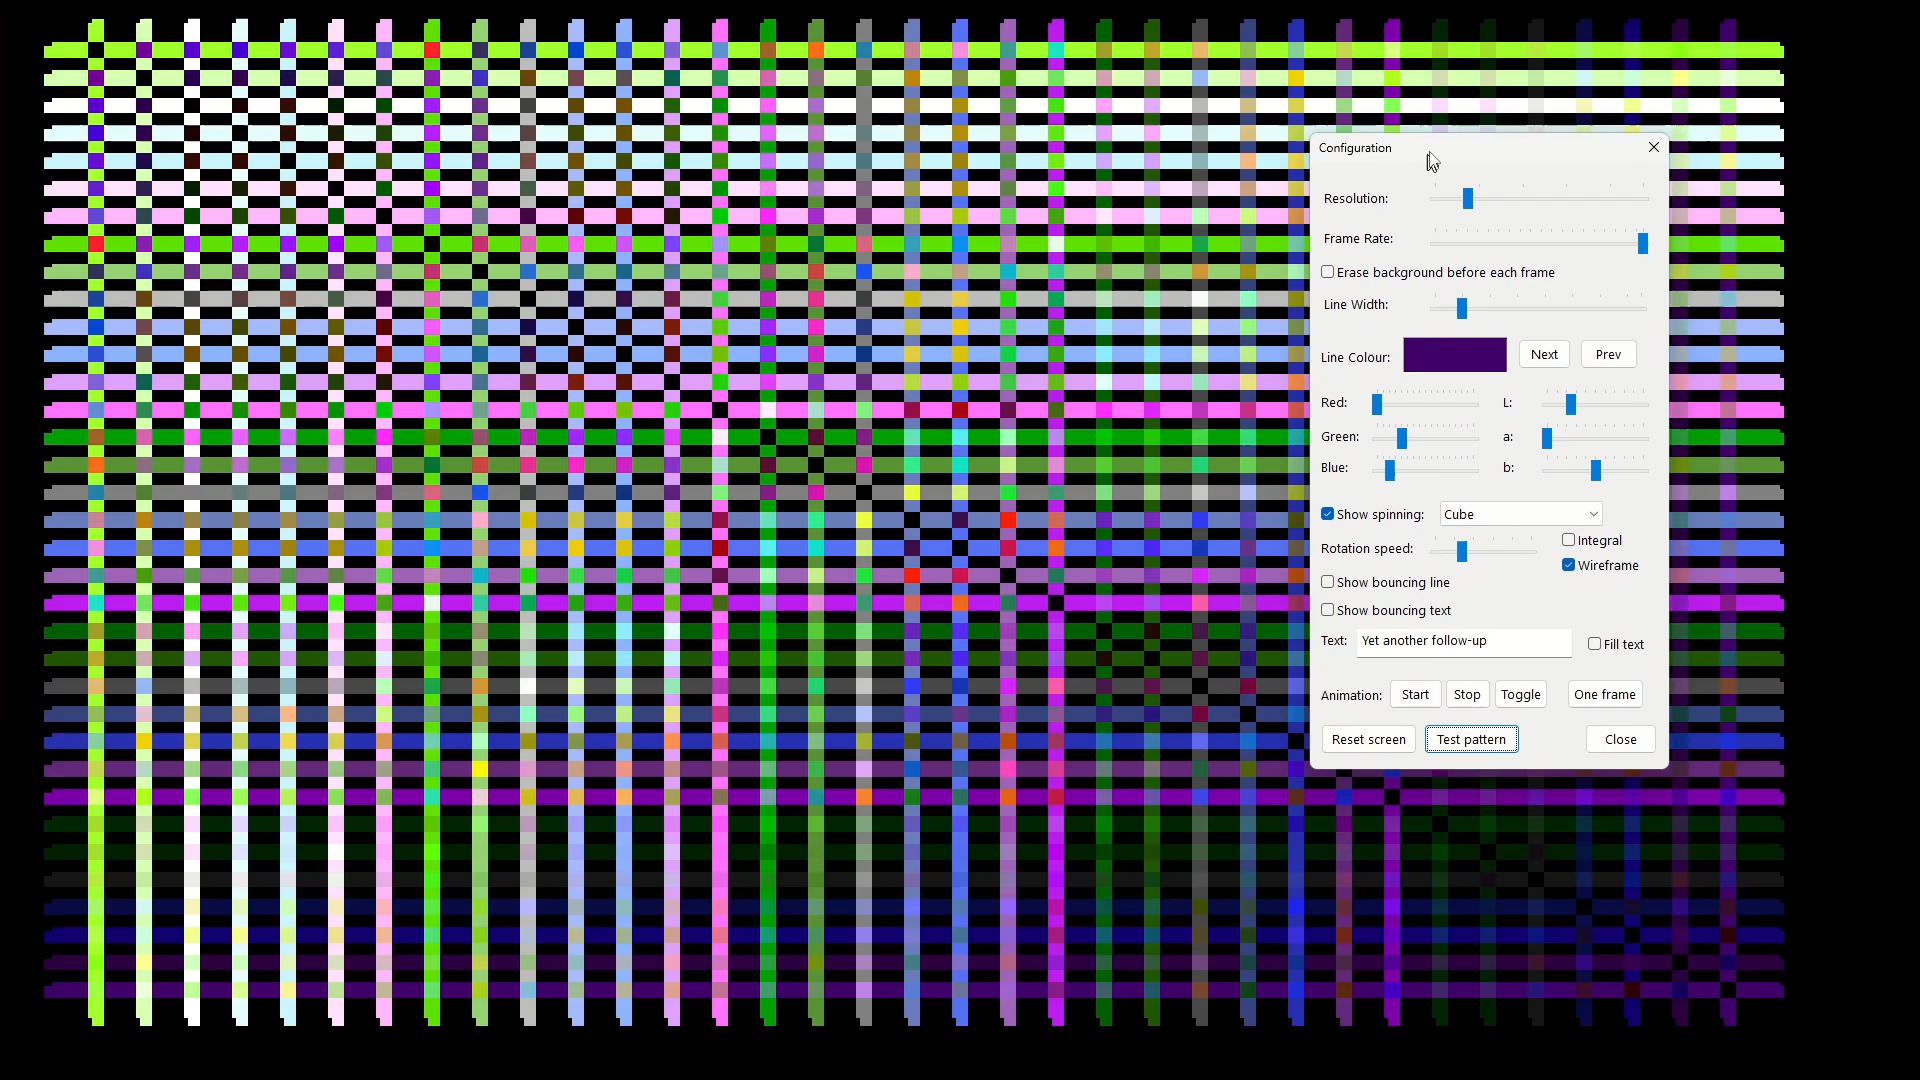 Configuration
Resolution:
Frame Rate:
Erase background before each frame
Line Width:
Line Colour: Next Prev
Red: L:
Green: a:
Blue: b:
Show spinning: Cube
Integral
Rotation speed:
Wireframe
Show bouncing line
Show bouncing text
Text: Yet another follow-up Fill text
Animation: Start Stop Toggle One frame
Reset screen Test pattern Close